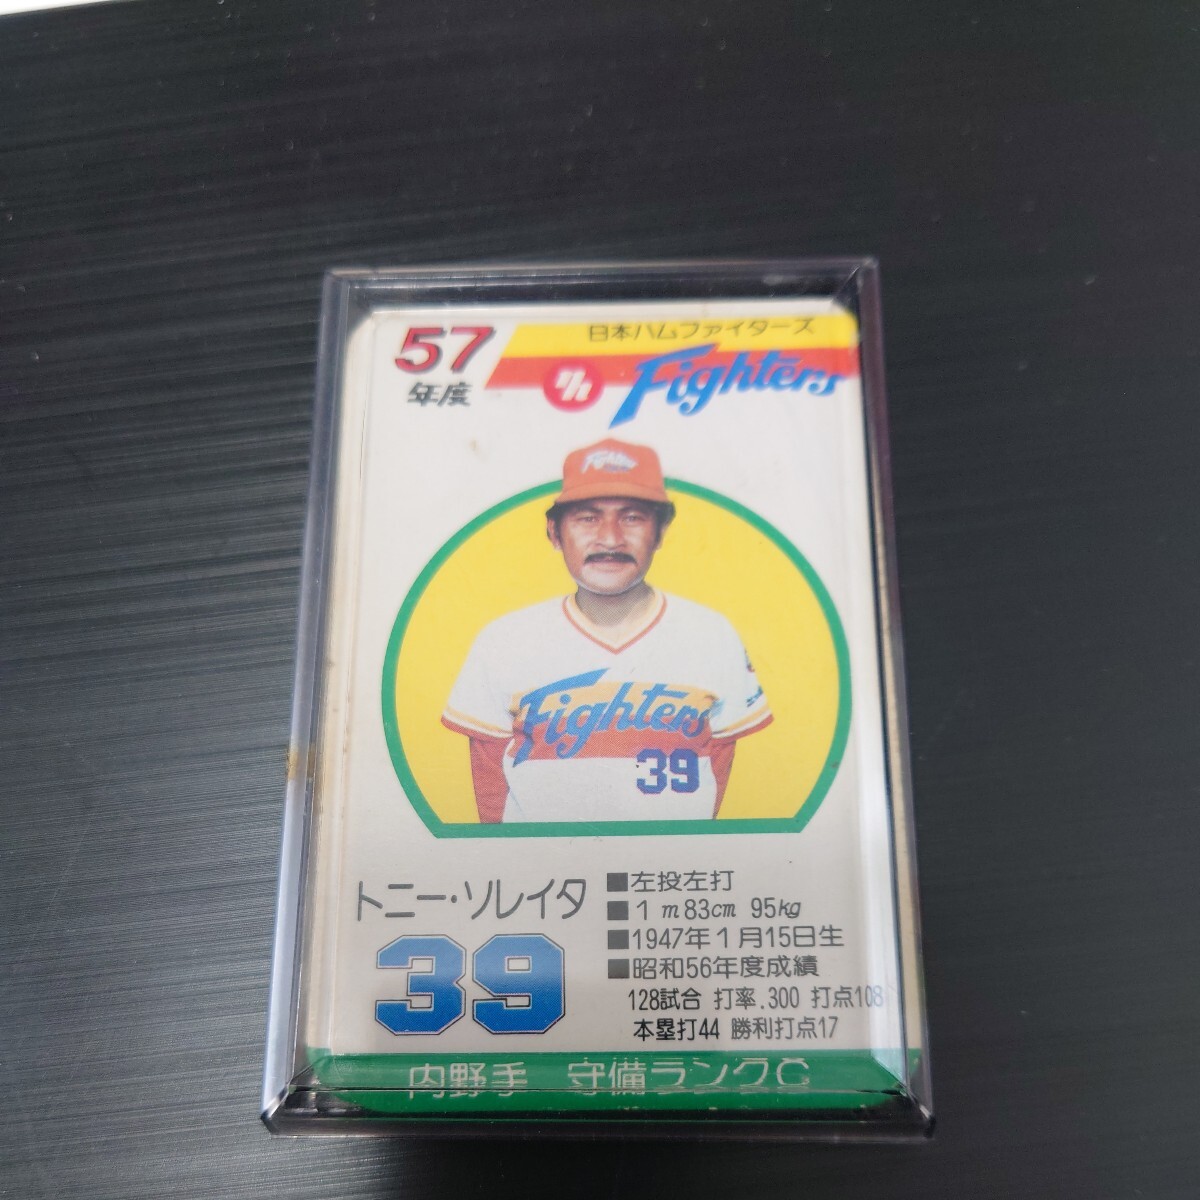 57
年度
日本ハムファイターズ
Fighters
Fighters
Fighters
39
トニー・ソレイタ
39
■左投左打
■1m83cm 95kg
■1947年1月15日生
■昭和56年度成績
128試合 打率.300 打点108
本塁打44 勝利打点17
内野手 守備ランクC